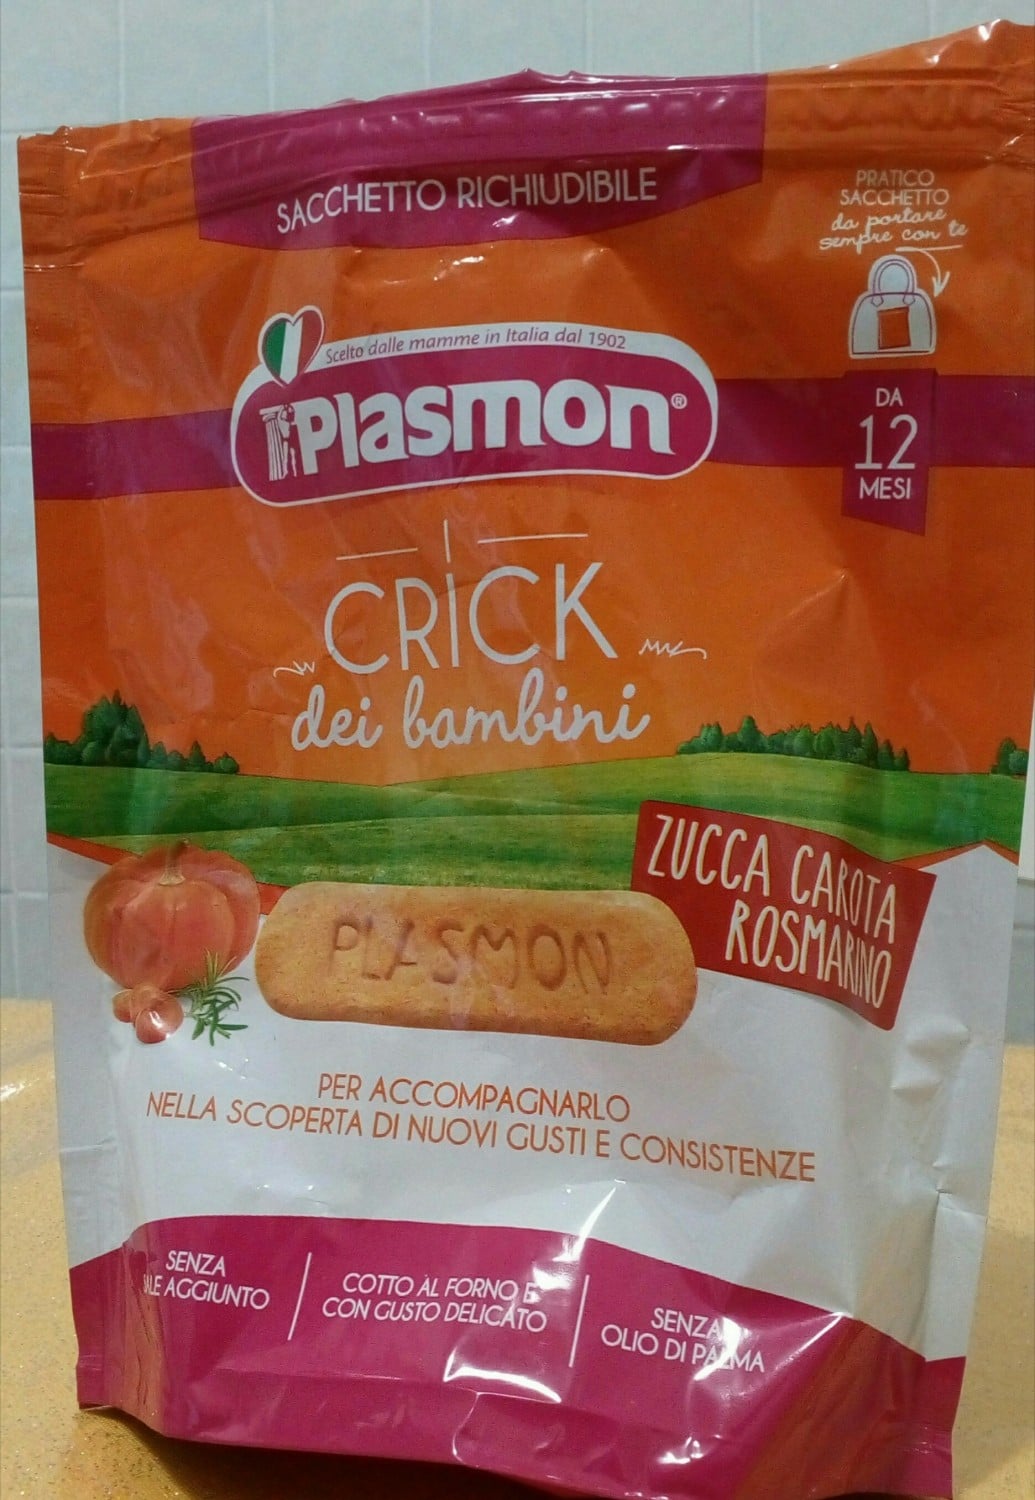 SACCHETTO RICHIUDIBILE
PRATICO
SACCHETTO
da portare
sempre con te
Scelto dalle mamme in Italia dal 1902
Plasmon®
DA
12
MESI
I
CRICK
dei bambini
ZUCCA CAROTA
ROSMARINO
PLASMON
PER ACCOMPAGNARLO
NELLA SCOPERTA DI NUOVI GUSTI E CONSISTENZE
SENZA
SALE AGGIUNTO
COTTO AL FORNO E
CON GUSTO DELICATO
SENZA
OLIO DI PALMA